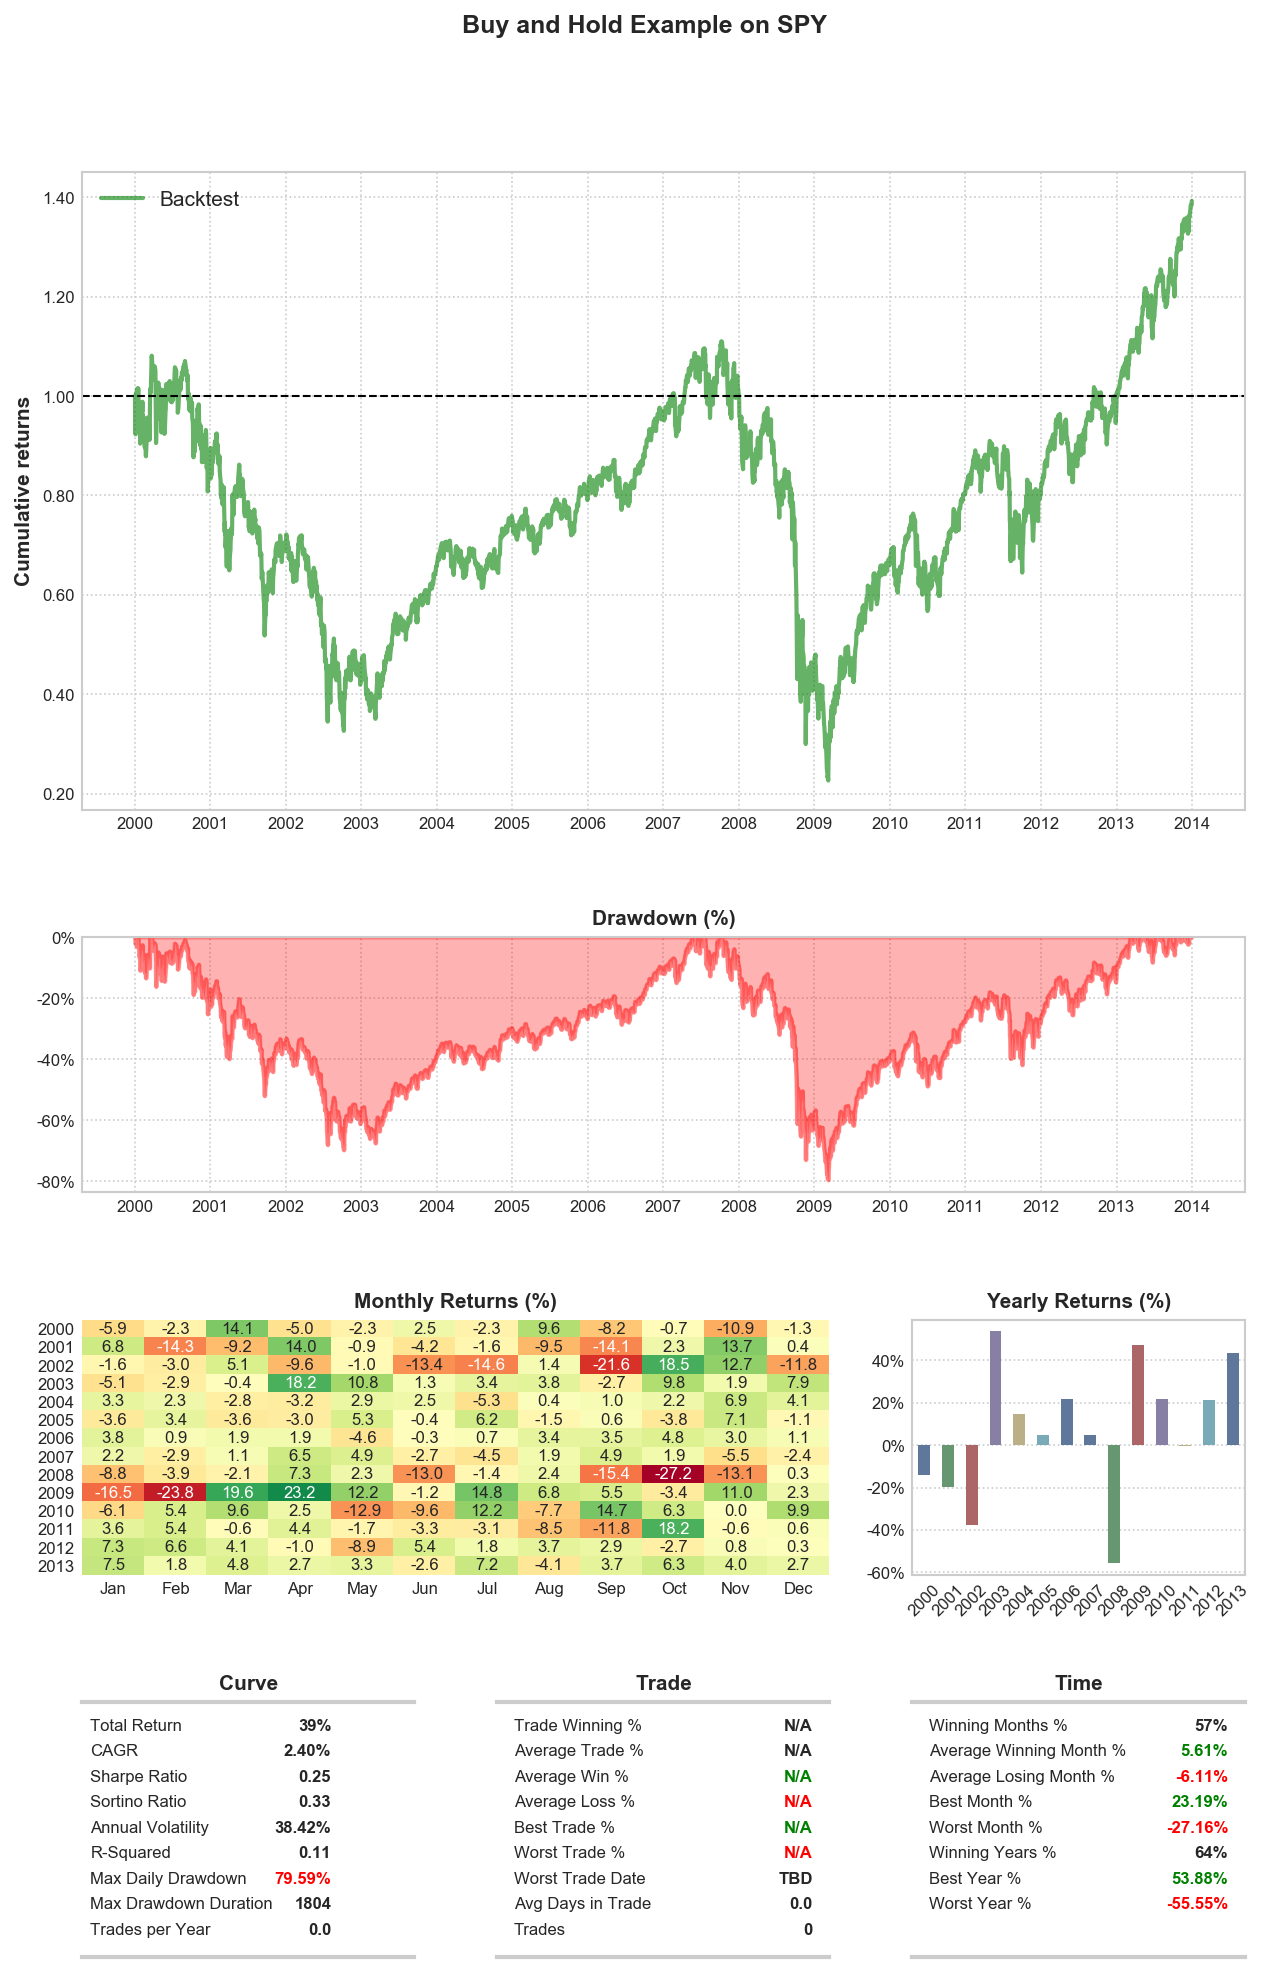 Buy and Hold Example on SPY
Backtest
Cumulative returns
1.40
1.20
1.00
0.80
0.60
0.40
0.20
2000 2001 2002 2003 2004 2005 2006 2007 2008 2009 2010 2011 2012 2013 2014
Drawdown (%)
0%
-20%
-40%
-60%
-80%
2000 2001 2002 2003 2004 2005 2006 2007 2008 2009 2010 2011 2012 2013 2014
Monthly Returns (%)
2000 -5.9 -2.3 14.1 -5.0 -2.3 2.5 -2.3 9.6 -8.2 -0.7 -10.9 -1.3
2001 6.8 -14.3 -9.2 14.0 -0.9 -4.2 -1.6 -9.5 -14.1 2.3 13.7 0.4
2002 -1.6 -3.0 5.1 -9.6 -1.0 -13.4 -14.6 1.4 -21.6 18.5 12.7 -11.8
2003 -5.1 -2.9 -0.4 18.2 10.8 1.3 3.4 3.8 -2.7 9.8 1.9 7.9
2004 3.3 2.3 -2.8 -3.2 2.9 2.5 -5.3 0.4 1.0 2.2 6.9 4.1
2005 -3.6 3.4 -3.6 -3.0 5.3 -0.4 6.2 -1.5 0.6 -3.8 7.1 -1.1
2006 3.8 0.9 1.9 1.9 -4.6 -0.3 0.7 3.4 3.5 4.8 3.0 1.1
2007 2.2 -2.9 1.1 6.5 4.9 -2.7 -4.5 1.9 4.9 1.9 -5.5 -2.4
2008 -8.8 -3.9 -2.1 7.3 2.3 -13.0 -1.4 2.4 -15.4 -27.2 -13.1 0.3
2009 -16.5 -23.8 19.6 23.2 12.2 -1.2 14.8 6.8 5.5 -3.4 11.0 2.3
2010 -6.1 5.4 9.6 2.5 -12.9 -9.6 12.2 -7.7 14.7 6.3 0.0 9.9
2011 3.6 5.4 -0.6 4.4 -1.7 -3.3 -3.1 -8.5 -11.8 18.2 -0.6 0.6
2012 7.3 6.6 4.1 -1.0 -8.9 5.4 1.8 3.7 2.9 -2.7 0.8 0.3
2013 7.5 1.8 4.8 2.7 3.3 -2.6 7.2 -4.1 3.7 6.3 4.0 2.7
Jan Feb Mar Apr May Jun Jul Aug Sep Oct Nov Dec
Yearly Returns (%)
40%
20%
0%
-20%
-40%
-60%
2000 2001 2002 2003 2004 2005 2006 2007 2008 2009 2010 2011 2012 2013
Curve
Total Return 39%
CAGR 2.40%
Sharpe Ratio 0.25
Sortino Ratio 0.33
Annual Volatility 38.42%
R-Squared 0.11
Max Daily Drawdown 79.59%
Max Drawdown Duration 1804
Trades per Year 0.0
Trade
Trade Winning % N/A
Average Trade % N/A
Average Win % N/A
Average Loss % N/A
Best Trade % N/A
Worst Trade % N/A
Worst Trade Date TBD
Avg Days in Trade 0.0
Trades 0
Time
Winning Months % 57%
Average Winning Month % 5.61%
Average Losing Month % -6.11%
Best Month % 23.19%
Worst Month % -27.16%
Winning Years % 64%
Best Year % 53.88%
Worst Year % -55.55%